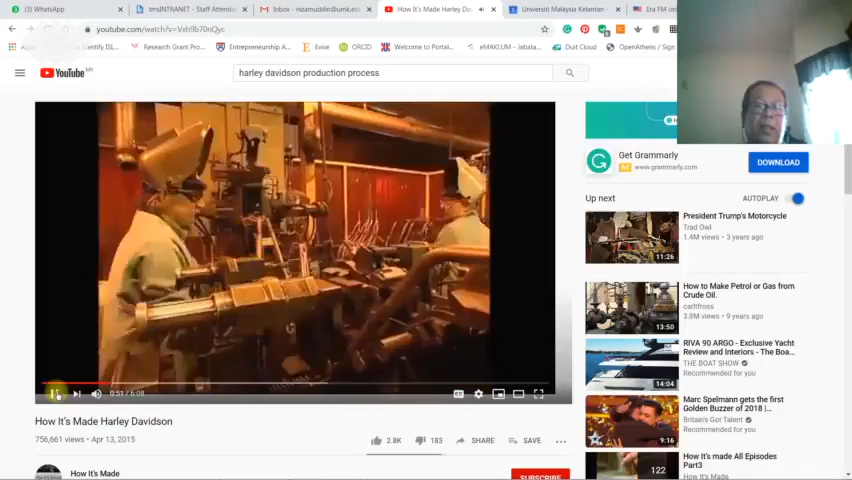 (3) WhatsApp
tmsINTRANET - Staff Attenda
Inbox - razamuddin@umk.ed
How It's Made Harley Dav
Universiti Malaysia Kelantan -
Era FM onl
youtube.com/watch?v=Vxh9b70nQyc
Apps
Research Grant Pro...
Entrepreneurship A...
Envision
ORCID
Welcome to Portal...
eMAKLUM - Jabata...
Duit Cloud
OpenAthens / Sign...
YouTube MY
harley davidson production process
Get Grammarly
Ad www.grammarly.com
DOWNLOAD
Up next
AUTOPLAY
President Trump's Motorcycle
Trad Owl
1.4M views • 3 years ago
11:26
How to Make Petrol or Gas from
Crude Oil.
caritfross
3.8M views • 9 years ago
13:50
RIVA 90 ARGO - Exclusive Yacht
Review and Interiors - The Boa...
THE BOAT SHOW
Recommended for you
14:04
Marc Spelmann gets the first
Golden Buzzer of 2018 |...
Britain's Got Talent
Recommended for you
9:16
How it's made All Episodes
Part3
How It's Made
122
0:51 / 6:08
How It's Made Harley Davidson
756,661 views • Apr 13, 2015
2.8K
183
SHARE
SAVE
How It's Made
SUBSCRIBE